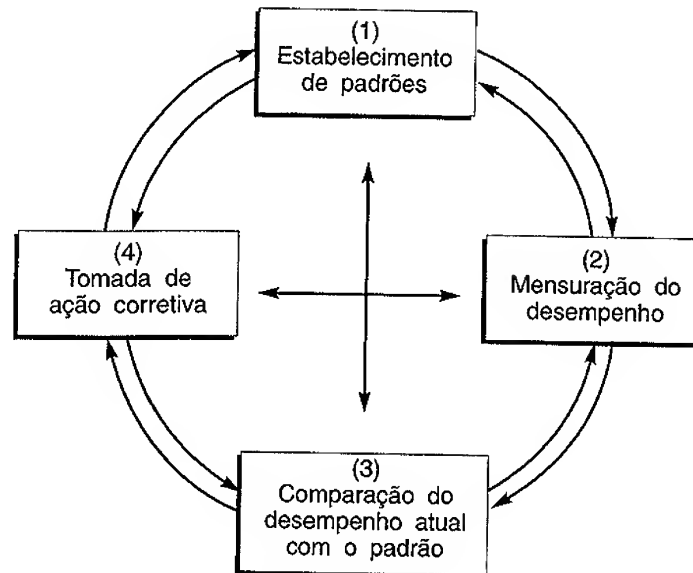 (1)
Estabelecimento
de padrões
(2)
Mensuração do
desempenho
(3)
Comparação do
desempenho atual
com o padrão
(4)
Tomada de
ação corretiva